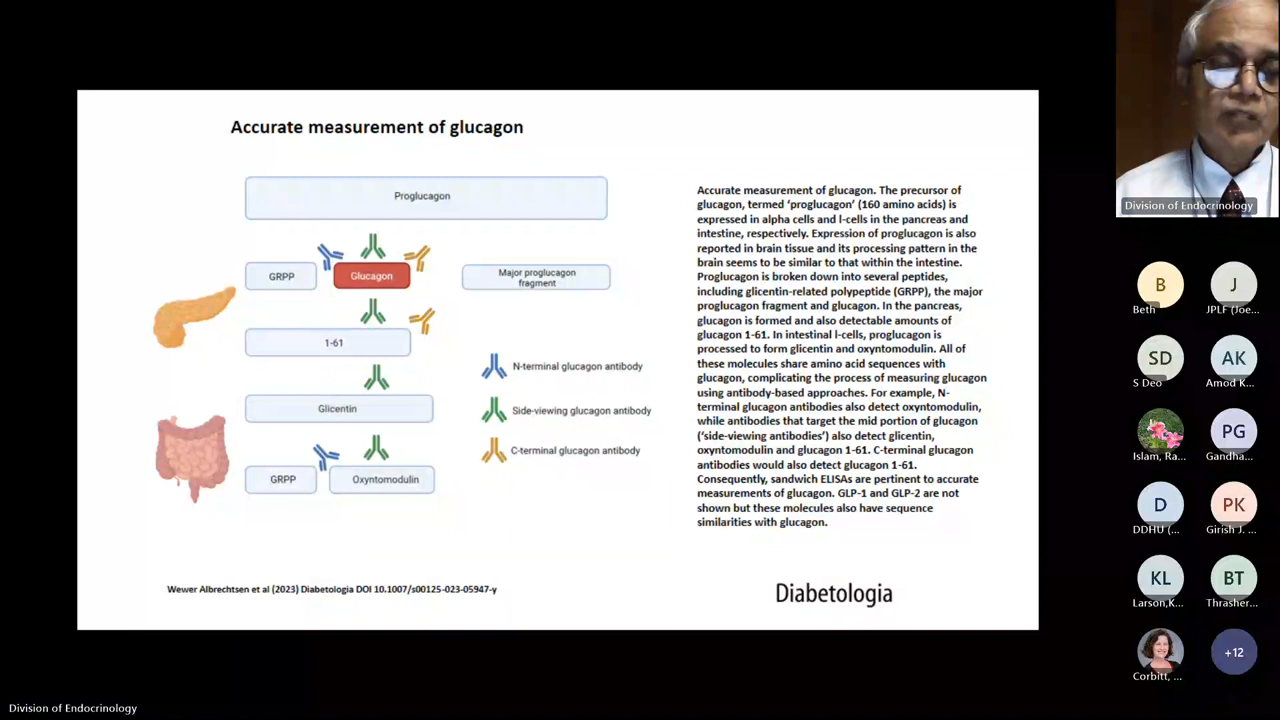 Accurate measurement of glucagon
Proglucagon
GRPP
Glucagon
Major proglucagon
fragment
1-61
N-terminal glucagon antibody
Side-viewing glucagon antibody
C-terminal glucagon antibody
Glicentin
GRPP
Oxyntomodulin
Accurate measurement of glucagon. The precursor of
glucagon, termed ‘proglucagon’ (160 amino acids) is
expressed in alpha cells and l-cells in the pancreas and
intestine, respectively. Expression of proglucagon is also
reported in brain tissue and its processing pattern in the
brain seems to be similar to that within the intestine.
Proglucagon is broken down into several peptides,
including glicentin-related polypeptide (GRPP), the major
proglucagon fragment and glucagon. In the pancreas,
glucagon is formed and also detectable amounts of
glucagon 1-61. In intestinal l-cells, proglucagon is
processed to form glicentin and oxyntomodulin. All of
these molecules share amino acid sequences with
glucagon, complicating the process of measuring glucagon
using antibody-based approaches. For example, N-
terminal glucagon antibodies also detect oxyntomodulin,
while antibodies that target the mid portion of glucagon
(‘side-viewing antibodies’) also detect glicentin,
oxyntomodulin and glucagon 1-61. C-terminal glucagon
antibodies would also detect glucagon 1-61.
Consequently, sandwich ELISAs are pertinent to accurate
measurements of glucagon. GLP-1 and GLP-2 are not
shown but these molecules also have sequence
similarities with glucagon.
Wewer Albrechtsen et al (2023) Diabetologia DOI 10.1007/s00125-023-05947-y
Diabetologia
Division of Endocrinology
B
Beth
J
JPLF (Joe...
SD
S Deo
AK
Amod K...
Islam, Ra...
PG
Gandha...
D
DDHU (...
PK
Girish J. ...
KL
Larson,K...
BT
Thrasher...
Corbitt, ...
+12
Division of Endocrinology